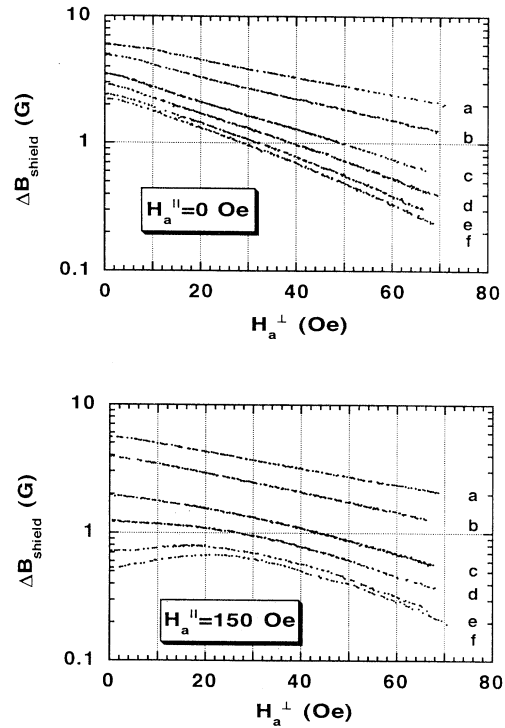 10
1
0.1
ΔB_shield (G)
a
b
c
d
e
f
H_a^||=0 Oe
0 20 40 60 80
H_a^⊥ (Oe)
10
1
0.1
ΔB_shield (G)
a
b
c
d
e
f
H_a^||=150 Oe
0 20 40 60 80
H_a^⊥ (Oe)